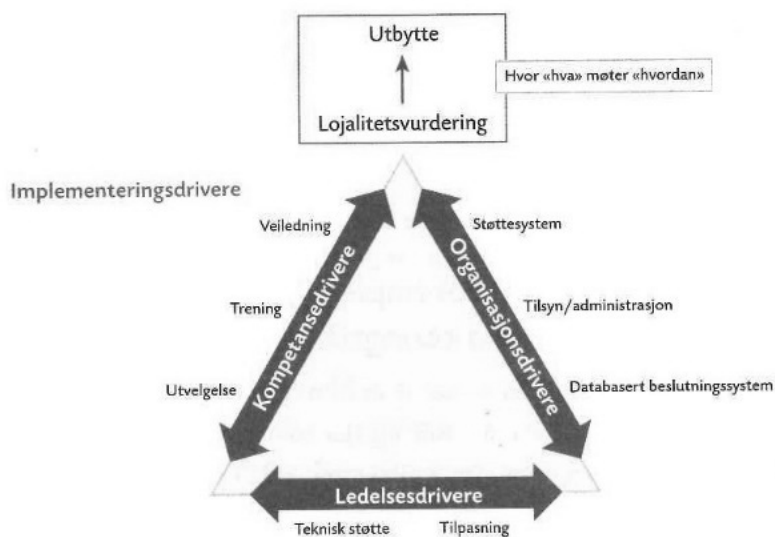 Utbytte
Hvor «hva» møter «hvordan»
Lojalitetsvurdering
Implementeringsdrivere
Veiledning
Støttesystem
Kompetansedrivere
Organisasjonsdrivere
Trening
Tilsyn/administrasjon
Utvelgelse
Databasert beslutningssystem
Ledelsesdrivere
Teknisk støtte
Tilpasning